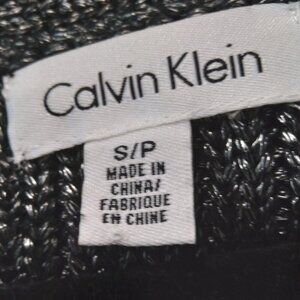 Calvin Klein
S/P
MADE IN
CHINA/
FABRIQUE
EN CHINE